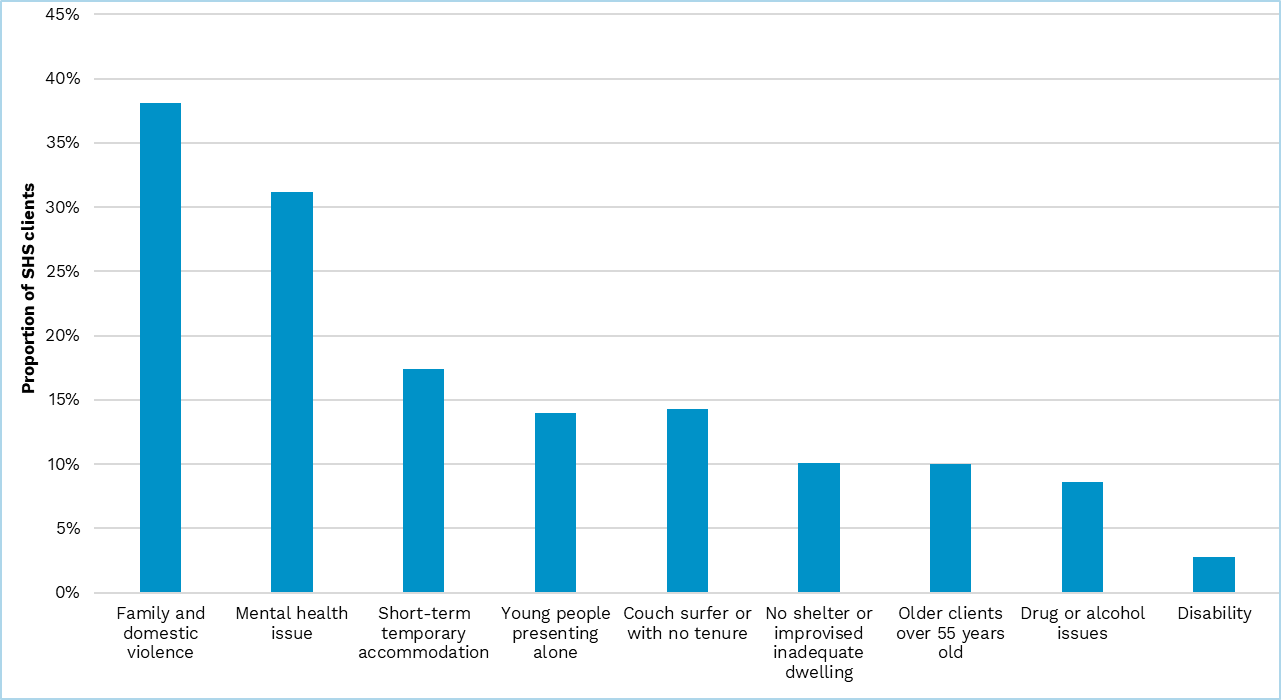 45%
40%
35%
30%
25%
20%
15%
10%
5%
0%
Proportion of SHS clients
Family and
domestic
violence
Mental health
issue
Short-term
temporary
accommodation
Young people
presenting
alone
Couch surfer or
with no tenure
No shelter or
improvised
inadequate
dwelling
Older clients
over 55 years
old
Drug or alcohol
issues
Disability